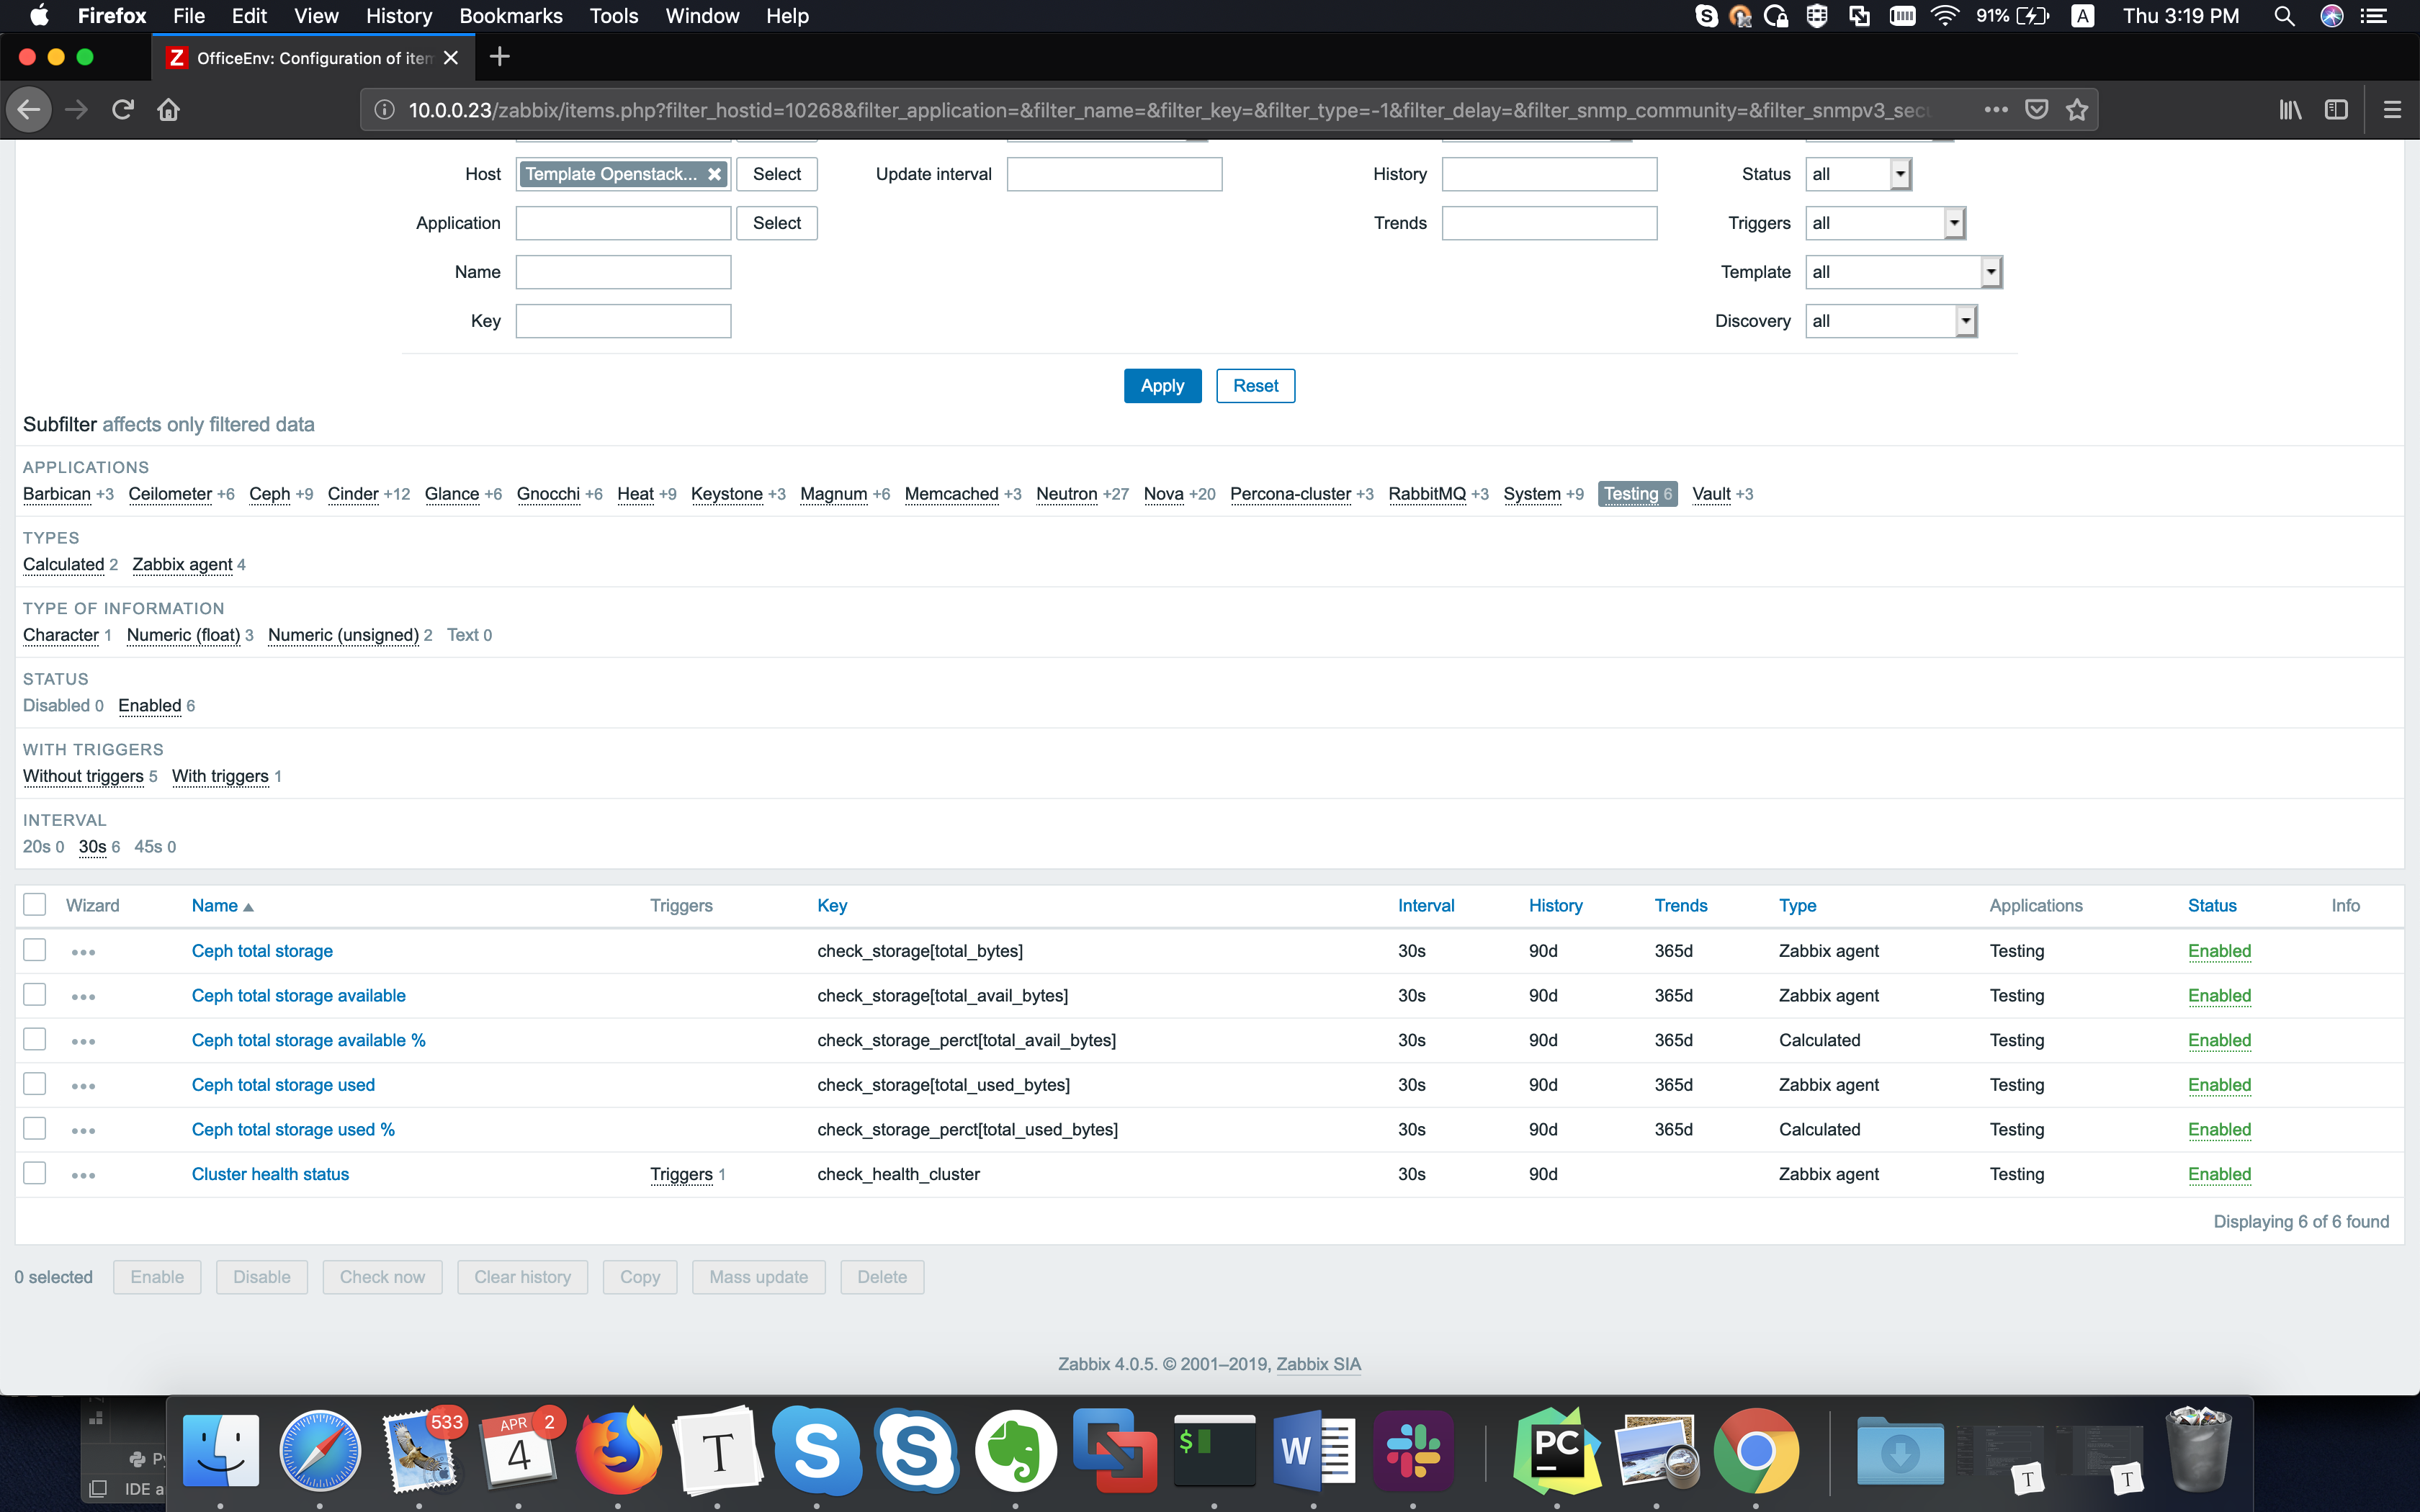 Firefox File Edit View History Bookmarks Tools Window Help 91% A Thu 3:19 PM
Z OfficeEnv: Configuration of item
10.0.0.23/zabbix/items.php?filter_hostid=10268&filter_application=&filter_name=&filter_key=&filter_type=-1&filter_delay=&filter_snmp_community=&filter_snmpv3_secu
Host Template Openstack... Select Update interval History Status all
Application Select Trends Triggers all
Name Template all
Key Discovery all
Apply Reset
Subfilter affects only filtered data
APPLICATIONS
Barbican +3 Ceilometer +6 Ceph +9 Cinder +12 Glance +6 Gnocchi +6 Heat +9 Keystone +3 Magnum +6 Memcached +3 Neutron +27 Nova +20 Percona-cluster +3 RabbitMQ +3 System +9 Testing 6 Vault +3
TYPES
Calculated 2 Zabbix agent 4
TYPE OF INFORMATION
Character 1 Numeric (float) 3 Numeric (unsigned) 2 Text 0
STATUS
Disabled 0 Enabled 6
WITH TRIGGERS
Without triggers 5 With triggers 1
INTERVAL
20s 0 30s 6 45s 0
Wizard Name Triggers Key Interval History Trends Type Applications Status Info
Ceph total storage check_storage[total_bytes] 30s 90d 365d Zabbix agent Testing Enabled
Ceph total storage available check_storage[total_avail_bytes] 30s 90d 365d Zabbix agent Testing Enabled
Ceph total storage available % check_storage_perct[total_avail_bytes] 30s 90d 365d Calculated Testing Enabled
Ceph total storage used check_storage[total_used_bytes] 30s 90d 365d Zabbix agent Testing Enabled
Ceph total storage used % check_storage_perct[total_used_bytes] 30s 90d 365d Calculated Testing Enabled
Cluster health status Triggers 1 check_health_cluster 30s 90d Zabbix agent Testing Enabled
Displaying 6 of 6 found
0 selected Enable Disable Check now Clear history Copy Mass update Delete
Zabbix 4.0.5. © 2001–2019, Zabbix SIA
533 APR 4 2 T S S $ W PC T T
IDE a